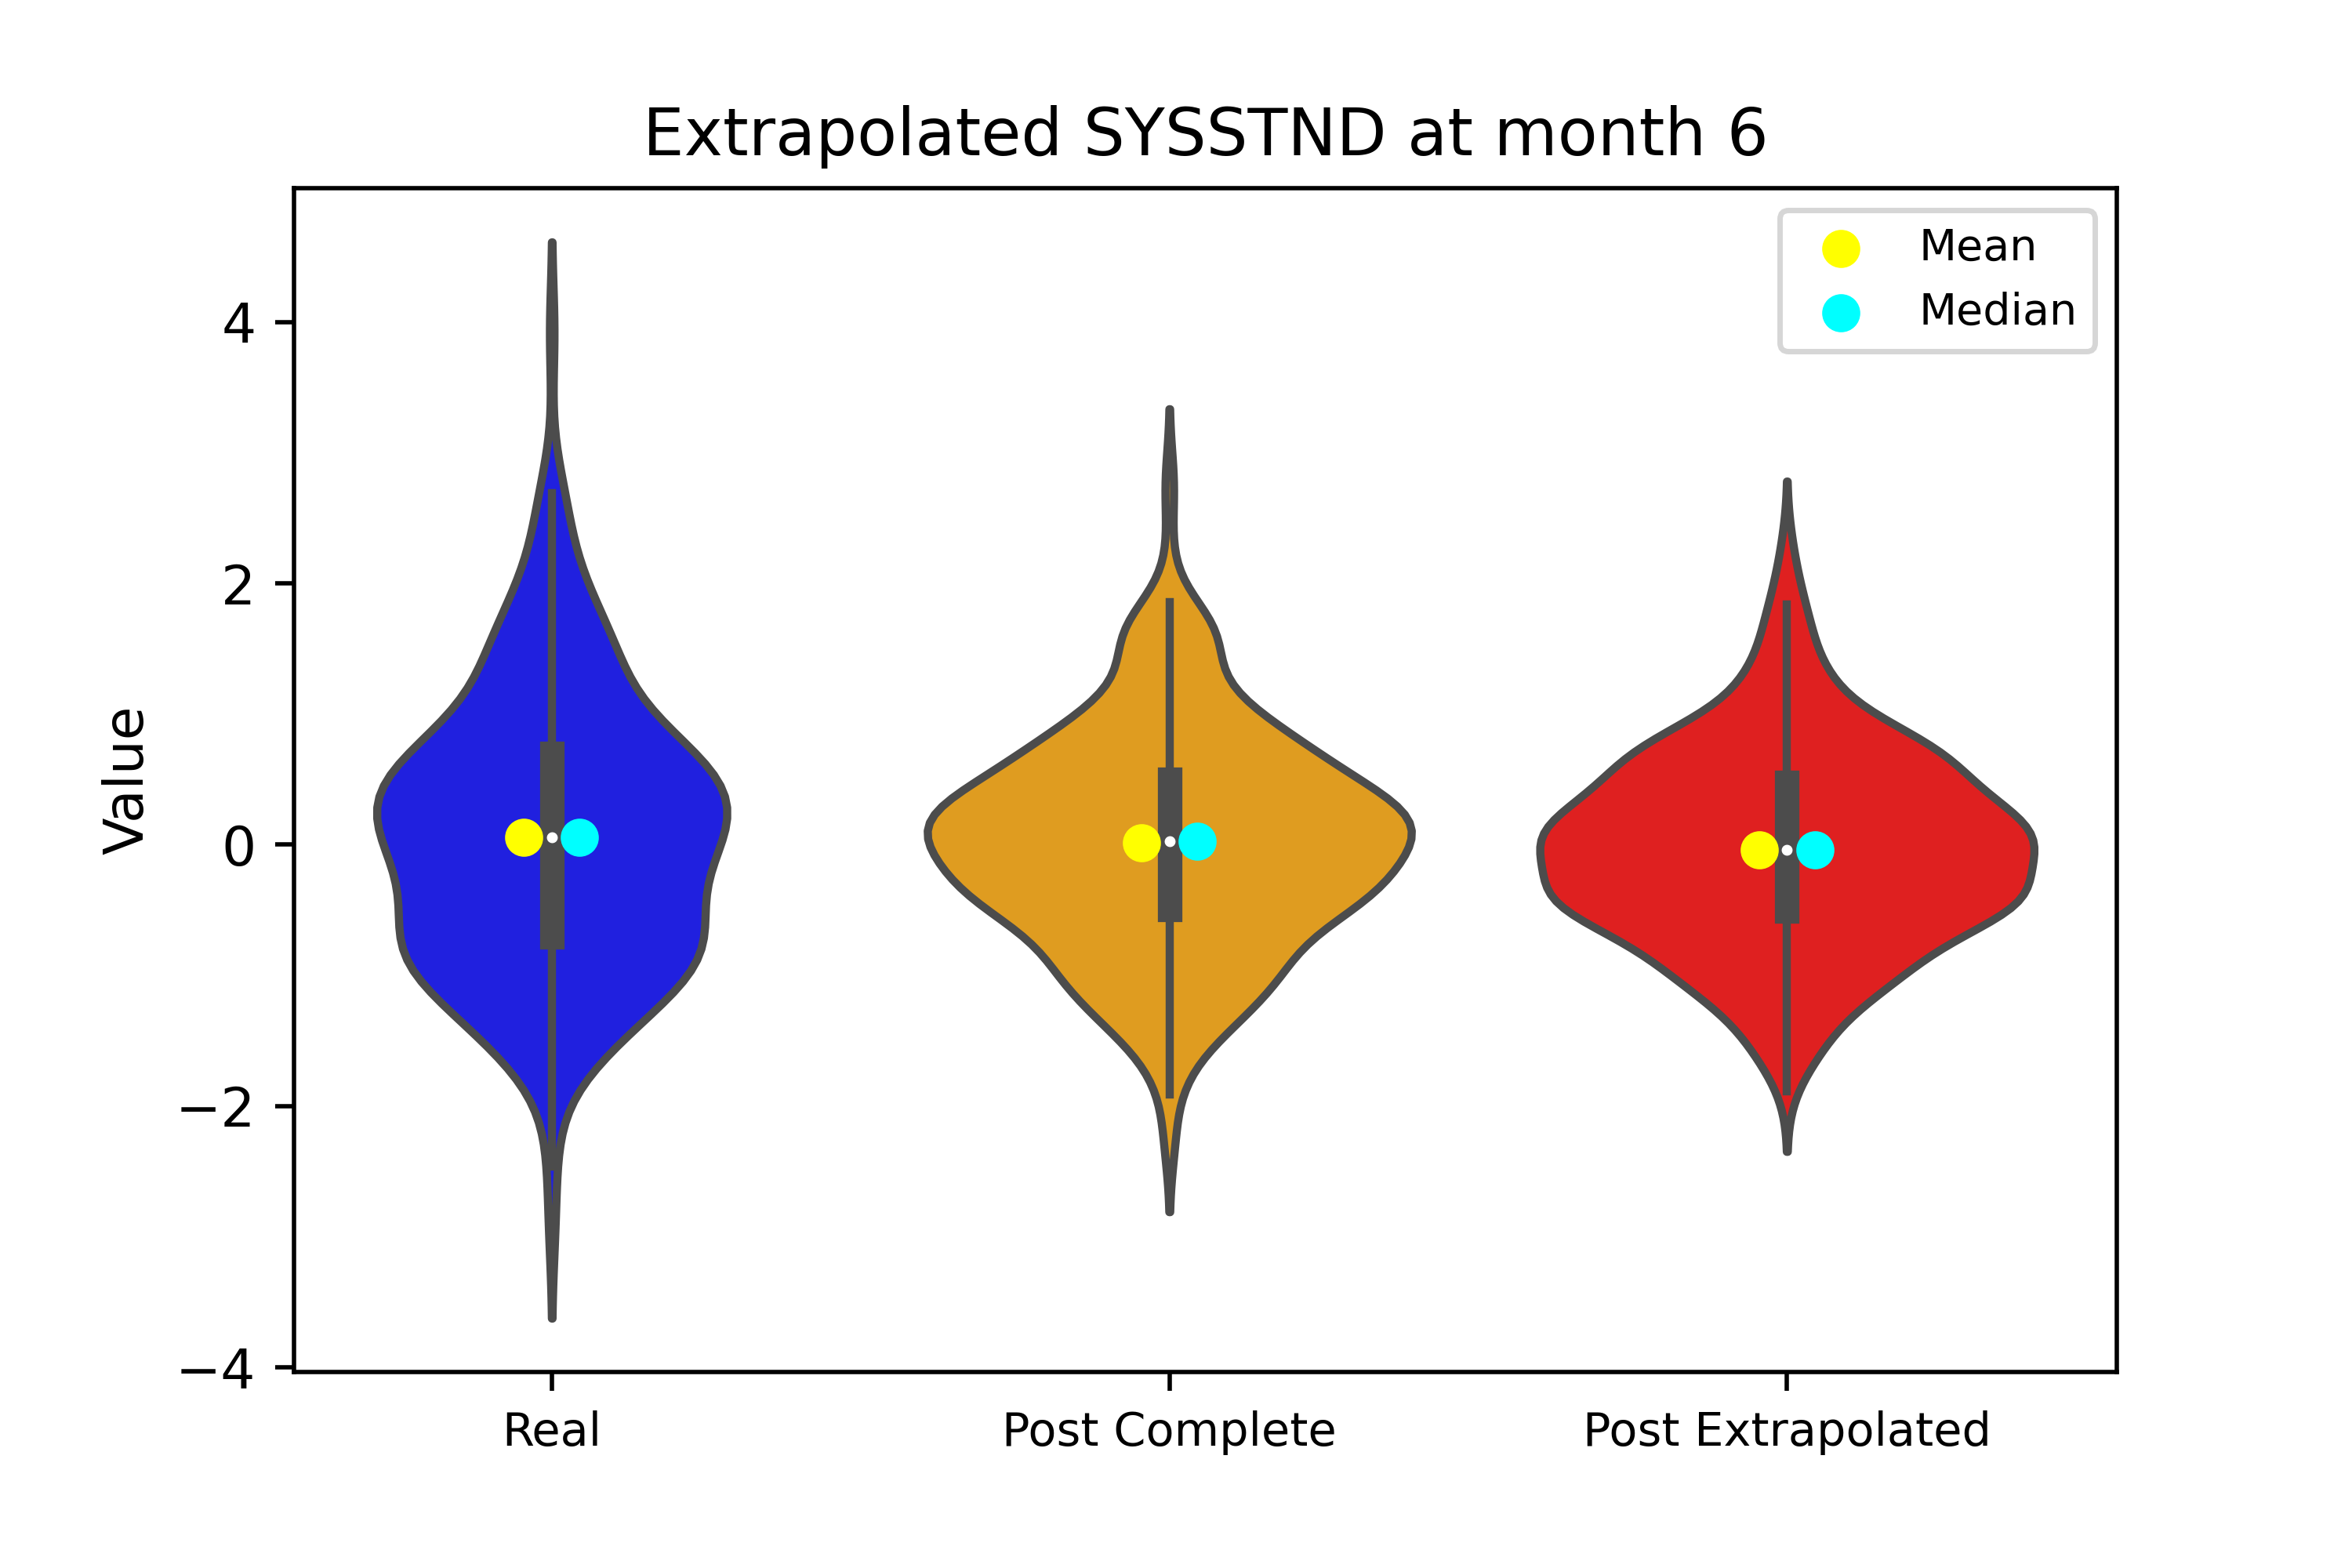 Extrapolated SYSSTND at month 6
Mean
Median
Value
4
2
0
−2
−4
Real
Post Complete
Post Extrapolated